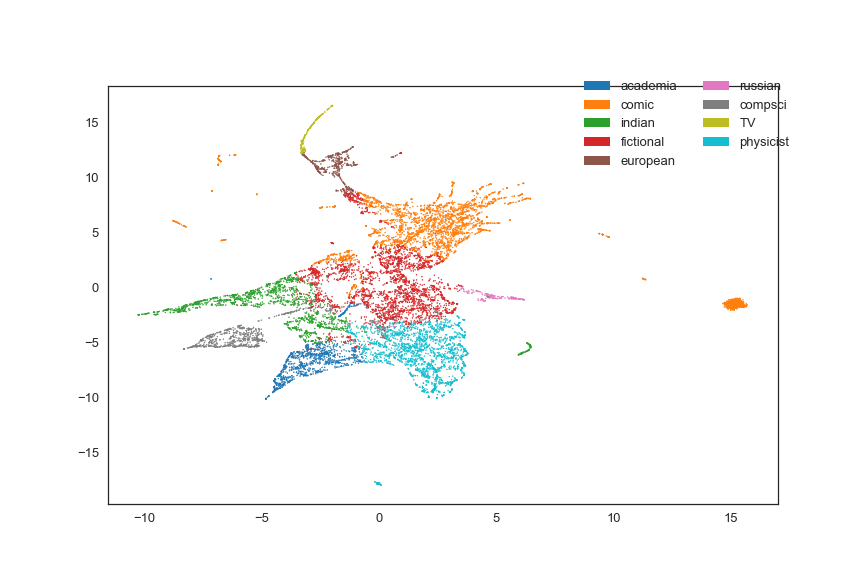 academia russian
comic compsci
indian TV
fictional physicist
european
15
10
5
0
−5
−10
−15
−10 −5 0 5 10 15